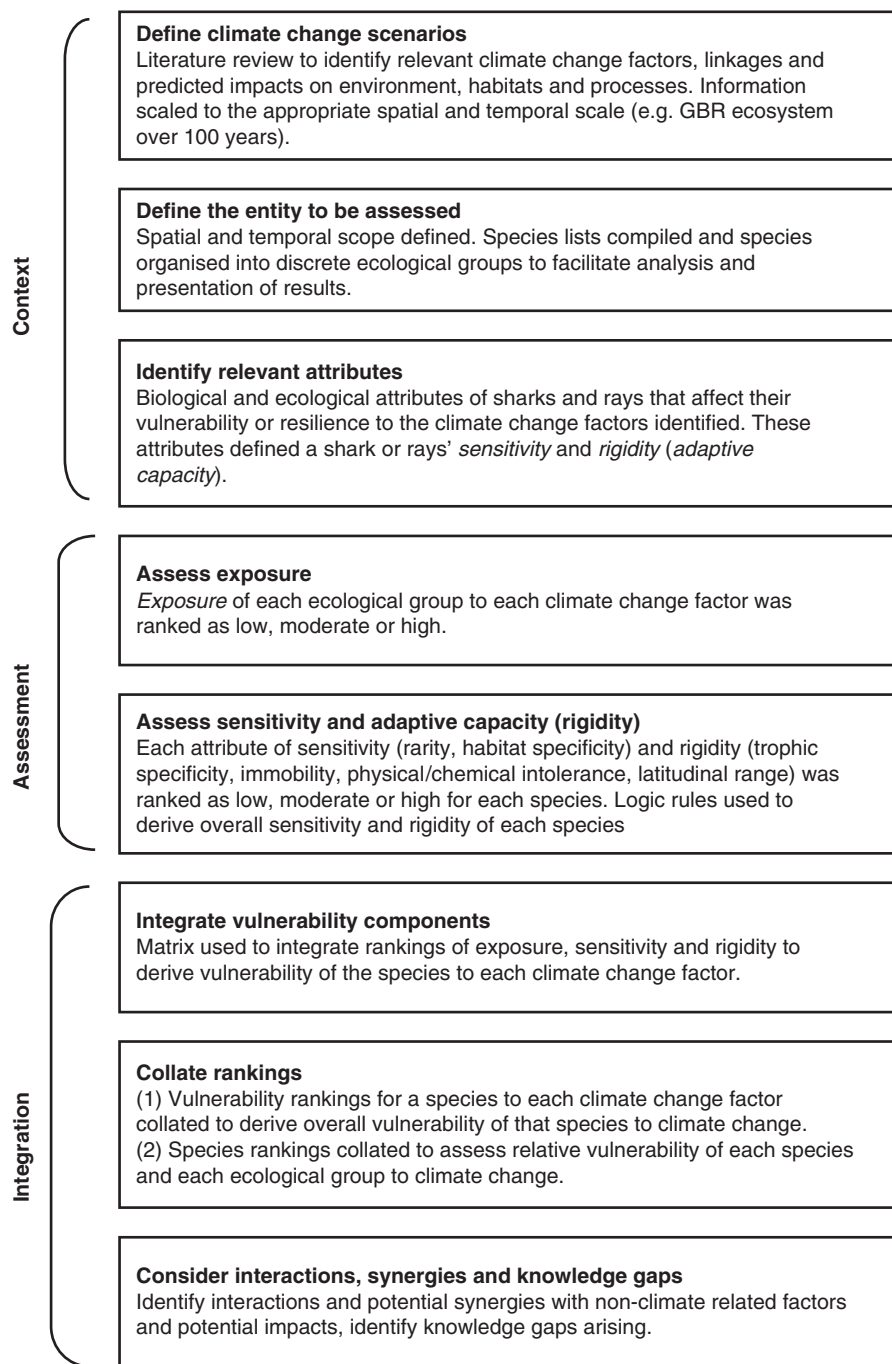 Context
Define climate change scenarios
Literature review to identify relevant climate change factors, linkages and
predicted impacts on environment, habitats and processes. Information
scaled to the appropriate spatial and temporal scale (e.g. GBR ecosystem
over 100 years).
Define the entity to be assessed
Spatial and temporal scope defined. Species lists compiled and species
organised into discrete ecological groups to facilitate analysis and
presentation of results.
Identify relevant attributes
Biological and ecological attributes of sharks and rays that affect their
vulnerability or resilience to the climate change factors identified. These
attributes defined a shark or rays' sensitivity and rigidity (adaptive
capacity).
Assessment
Assess exposure
Exposure of each ecological group to each climate change factor was
ranked as low, moderate or high.
Assess sensitivity and adaptive capacity (rigidity)
Each attribute of sensitivity (rarity, habitat specificity) and rigidity (trophic
specificity, immobility, physical/chemical intolerance, latitudinal range) was
ranked as low, moderate or high for each species. Logic rules used to
derive overall sensitivity and rigidity of each species
Integration
Integrate vulnerability components
Matrix used to integrate rankings of exposure, sensitivity and rigidity to
derive vulnerability of the species to each climate change factor.
Collate rankings
(1) Vulnerability rankings for a species to each climate change factor
collated to derive overall vulnerability of that species to climate change.
(2) Species rankings collated to assess relative vulnerability of each species
and each ecological group to climate change.
Consider interactions, synergies and knowledge gaps
Identify interactions and potential synergies with non-climate related factors
and potential impacts, identify knowledge gaps arising.